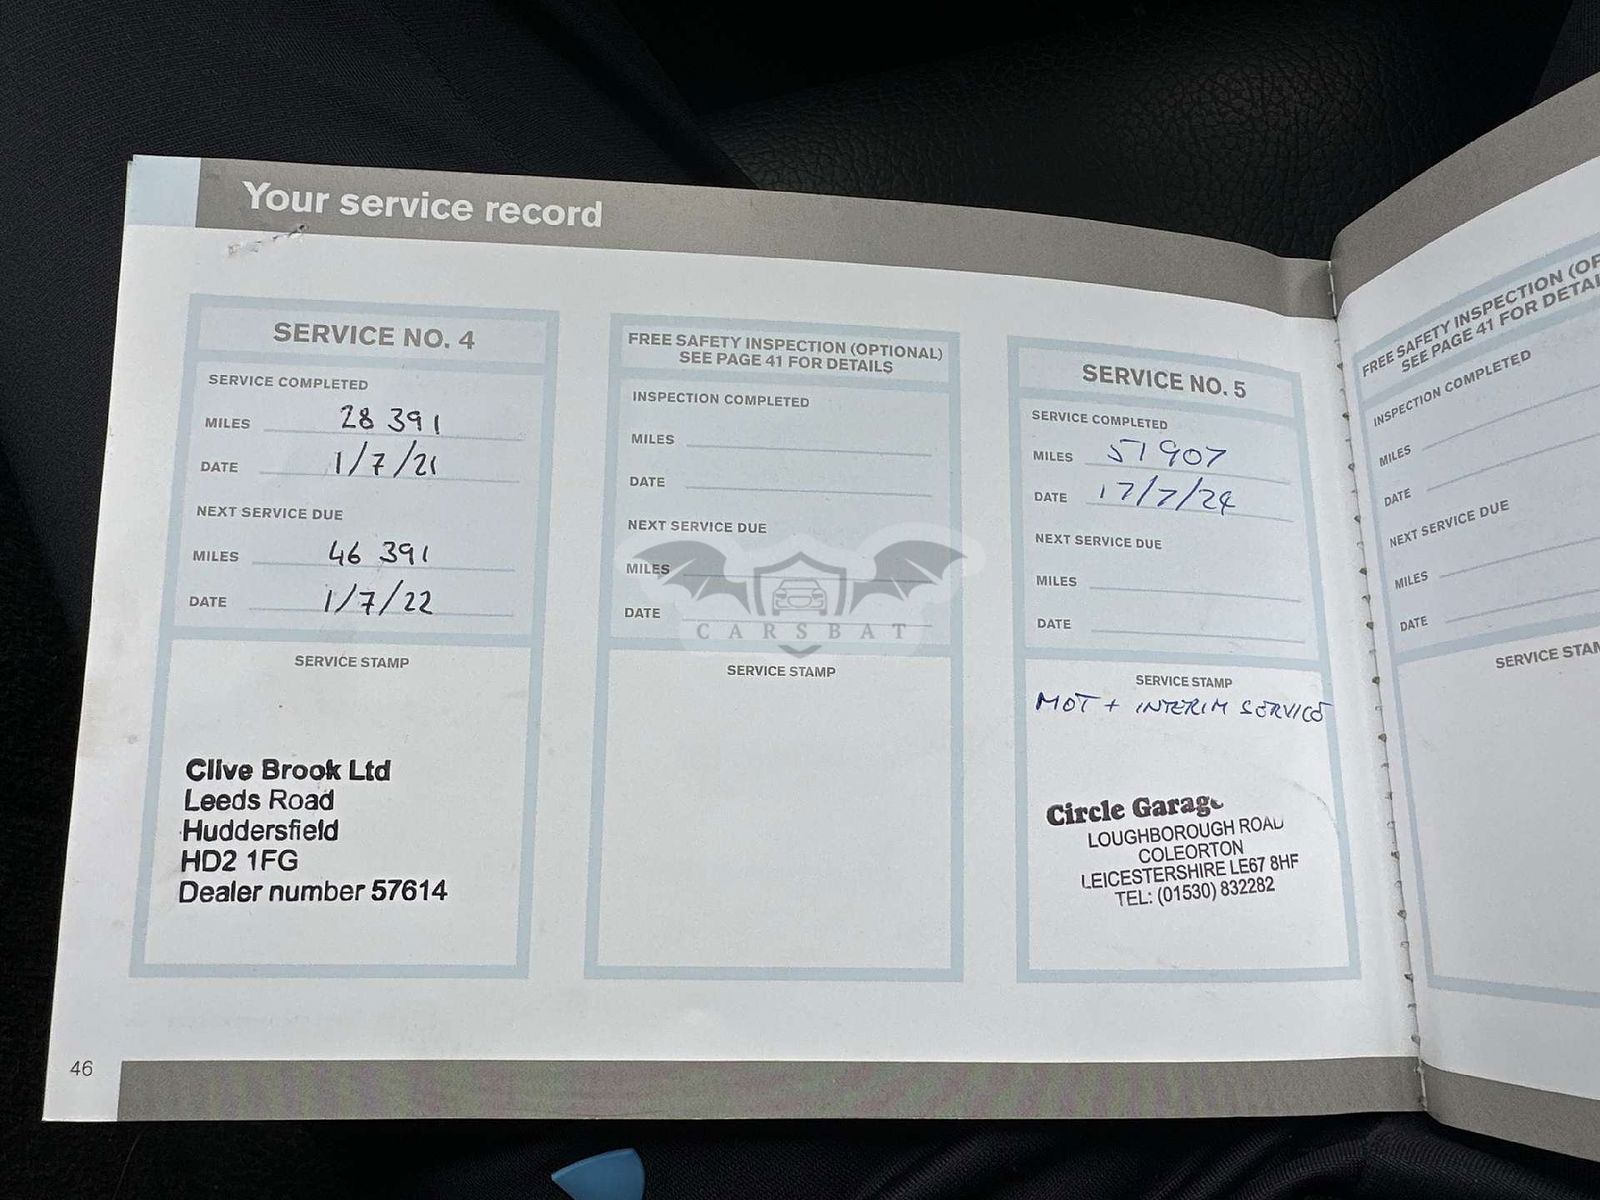 Your service record
SERVICE NO. 4
SERVICE COMPLETED
MILES 28 391
DATE 1/7/21
NEXT SERVICE DUE
MILES 46 391
DATE 1/7/22
SERVICE STAMP
Clive Brook Ltd
Leeds Road
Huddersfield
HD2 1FG
Dealer number 57614
FREE SAFETY INSPECTION (OPTIONAL)
SEE PAGE 41 FOR DETAILS
INSPECTION COMPLETED
MILES
DATE
NEXT SERVICE DUE
MILES
DATE
SERVICE STAMP
CARSBAT
SERVICE NO. 5
SERVICE COMPLETED
MILES 51 907
DATE 17/7/24
NEXT SERVICE DUE
MILES
DATE
SERVICE STAMP
MOT + INTERIM SERVICE
Circle Garage
LOUGHBOROUGH ROAD
COLEORTON
LEICESTERSHIRE LE67 8HF
TEL: (01530) 832282
46
FREE SAFETY INSPECTION (OP
SEE PAGE 41 FOR DETAI
INSPECTION COMPLETED
MILES
DATE
NEXT SERVICE DUE
MILES
DATE
SERVICE STAM